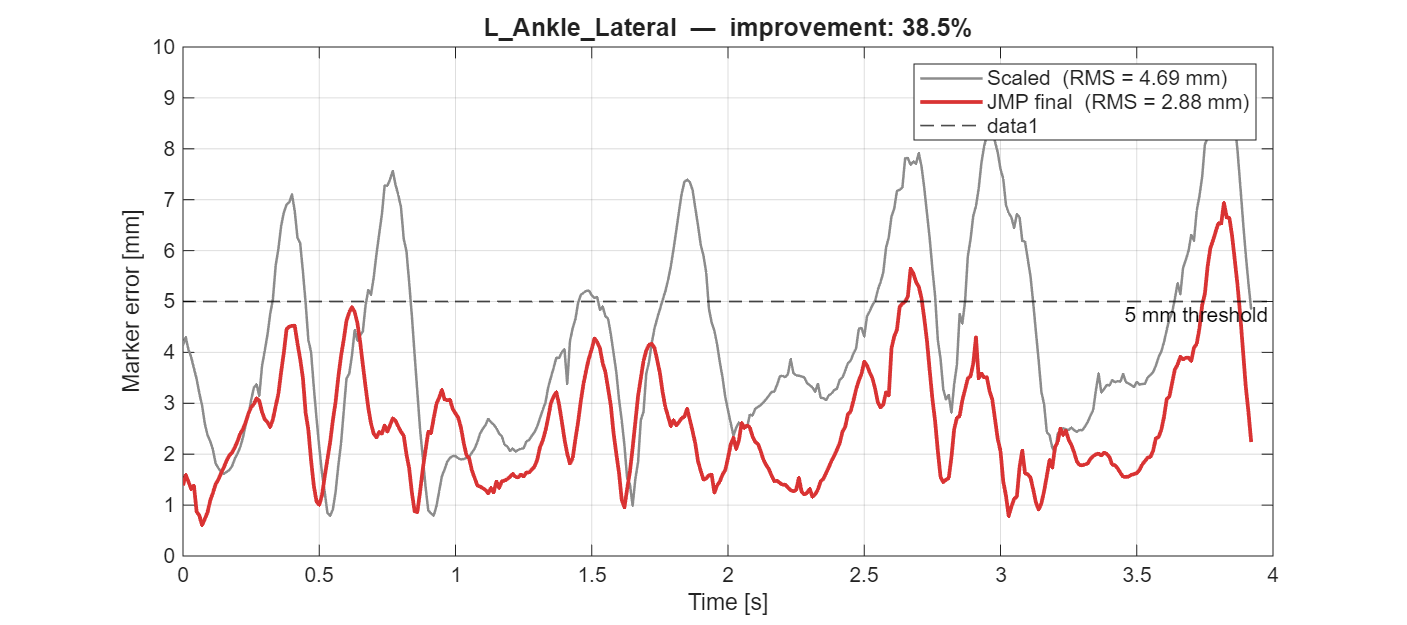 L_Ankle_Lateral — improvement: 38.5%
Scaled (RMS = 4.69 mm)
JMP final (RMS = 2.88 mm)
data1
5 mm threshold
Marker error [mm]
10
9
8
7
6
5
4
3
2
1
0
0 0.5 1 1.5 2 2.5 3 3.5 4
Time [s]